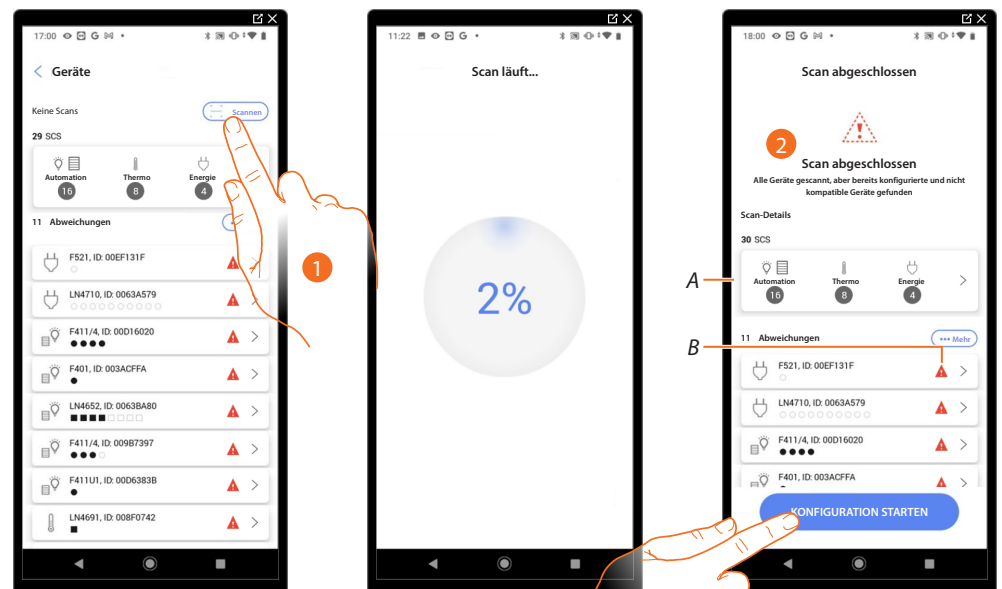 17:00 G
Geräte
Keine Scans
Scannen
29 SCS
Automation
Thermo
Energie
16
8
4
11 Abweichungen
F521, ID: 00EF131F
LN4710, ID: 0063A579
F411/4, ID: 00D16020
F401, ID: 003ACFFA
LN4652, ID: 0063BA80
F411/4, ID: 009B7397
F411U1, ID: 00D6383B
LN4691, ID: 008F0742
1
11:22 G
Scan läuft...
2%
18:00 G
Scan abgeschlossen
2
Scan abgeschlossen
Alle Geräte gescannt, aber bereits konfigurierte und nicht
kompatible Geräte gefunden
Scan-Details
30 SCS
A
Automation
Thermo
Energie
16
8
4
B
11 Abweichungen
••• Mehr
F521, ID: 00EF131F
LN4710, ID: 0063A579
F411/4, ID: 00D16020
F401, ID: 003ACFFA
KONFIGURATION STARTEN